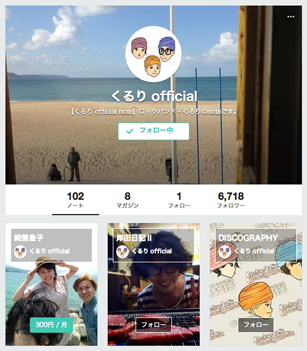 くるり official
【くるり official note】ロックバンド・くるりのnoteです。
フォロー中
102 8 1 6,718
ノート マガジン フォロー フォロワー
純情息子
くるり official
300円 / 月
岸田日記Ⅱ
くるり official
フォロー
DISCOGRAPHY
くるり official
フォロー